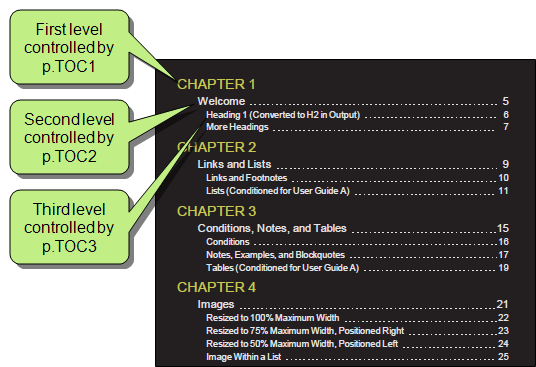 First level
controlled by
p.TOC1
Second level
controlled by
p.TOC2
Third level
controlled by
p.TOC3
CHAPTER 1
Welcome 5
Heading 1 (Converted to H2 in Output) 6
More Headings 7
CHAPTER 2
Links and Lists 9
Links and Footnotes 10
Lists (Conditioned for User Guide A) 11
CHAPTER 3
Conditions, Notes, and Tables 15
Conditions 16
Notes, Examples, and Blockquotes 17
Tables (Conditioned for User Guide A) 19
CHAPTER 4
Images 21
Resized to 100% Maximum Width 22
Resized to 75% Maximum Width, Positioned Right 23
Resized to 50% Maximum Width, Positioned Left 24
Image Within a List 25